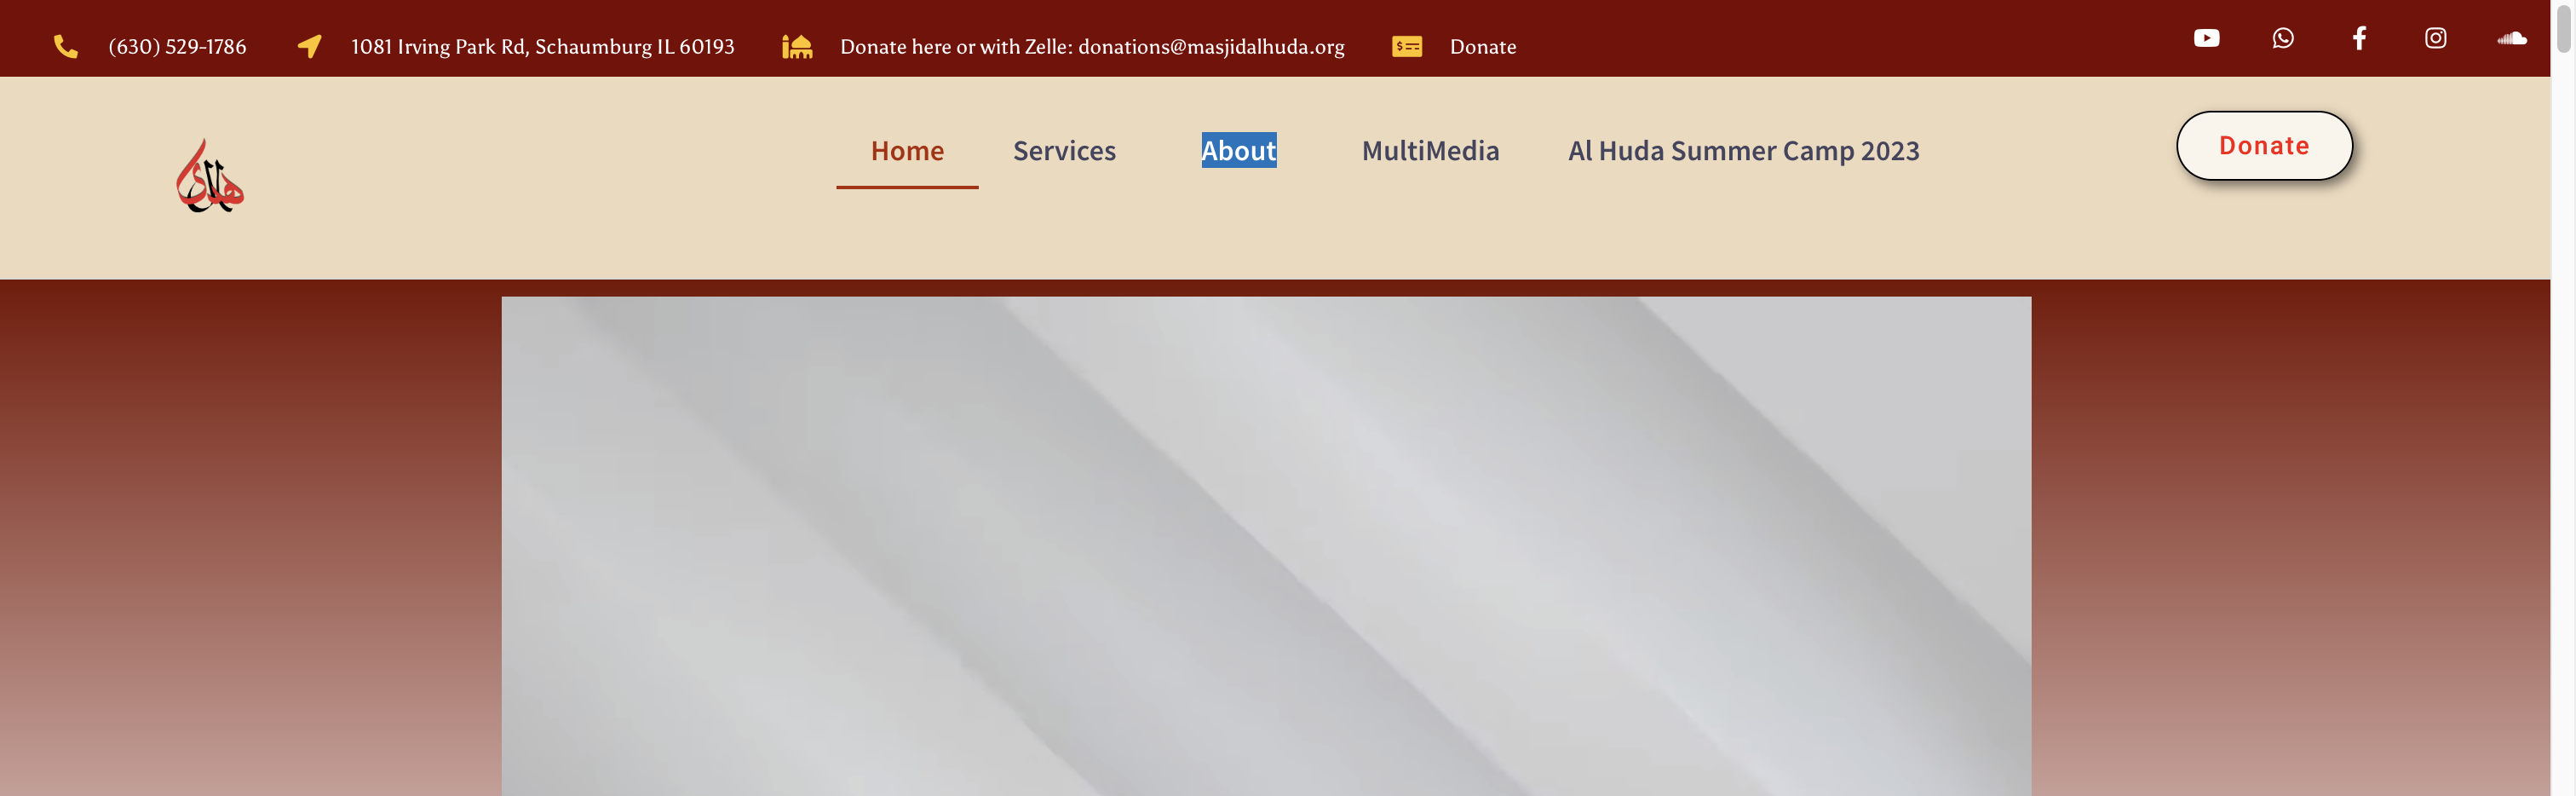 (630) 529-1786
1081 Irving Park Rd, Schaumburg IL 60193
Donate here or with Zelle: donations@masjidalhuda.org
Donate
الهدى
Home
Services
About
MultiMedia
Al Huda Summer Camp 2023
Donate